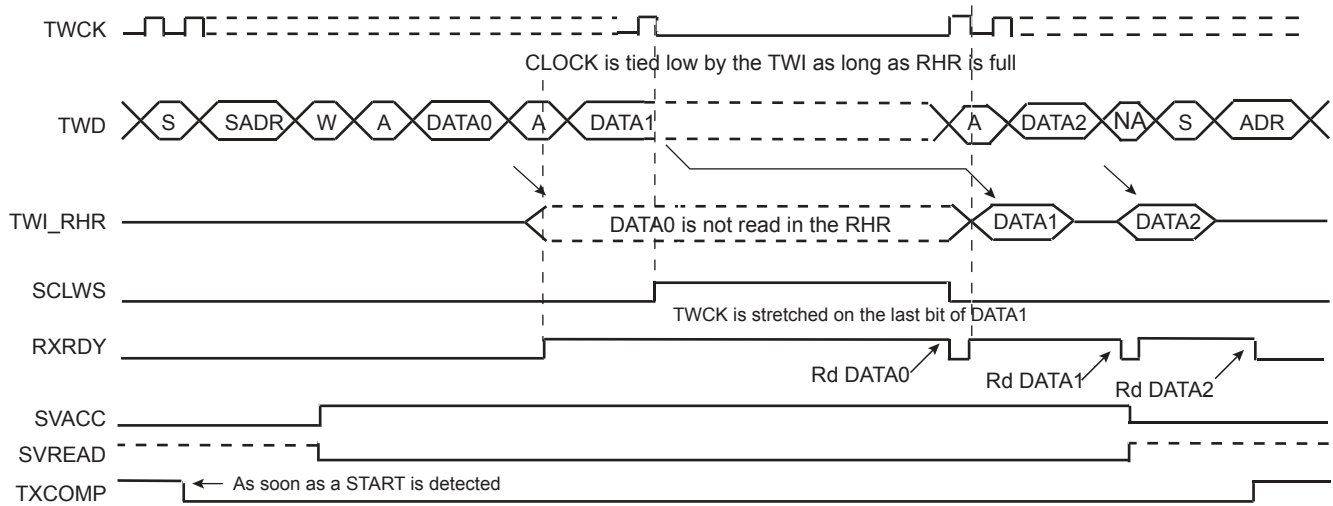 TWCK
CLOCK is tied low by the TWI as long as RHR is full
TWD S SADR W A DATA0 A DATA1 A DATA2 NA S ADR
TWI_RHR DATA0 is not read in the RHR DATA1 DATA2
SCLWS
TWCK is stretched on the last bit of DATA1
RXRDY
Rd DATA0 Rd DATA1 Rd DATA2
SVACC
SVREAD
TXCOMP As soon as a START is detected